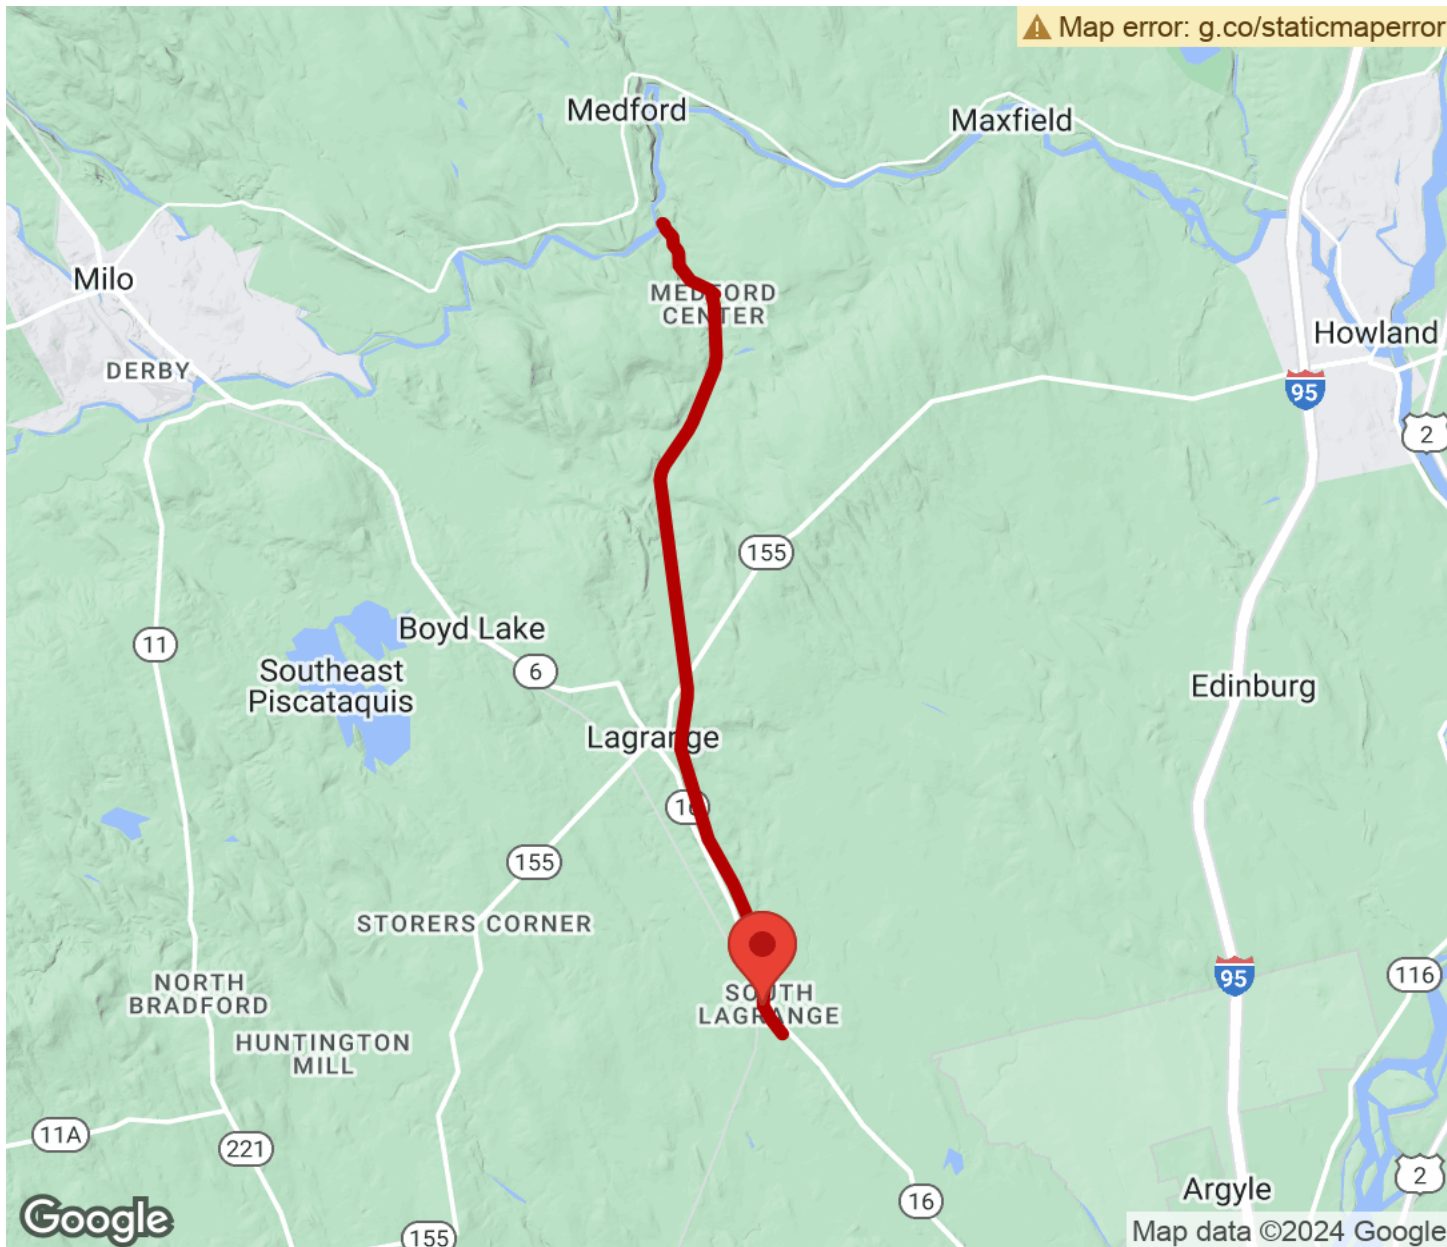 Map error: g.co/staticmaperror
Medford
Maxfield
Milo
MEDFORD
CENTER
Howland
DERBY
95
2
155
11
Boyd Lake
6
Southeast
Piscataquis
Edinburg
Lagrange
16
155
STORERS CORNER
NORTH
BRADFORD
SOUTH
LAGRANGE
95
116
HUNTINGTON
MILL
11A
221
2
Argyle
16
155
Google
Map data ©2024 Google